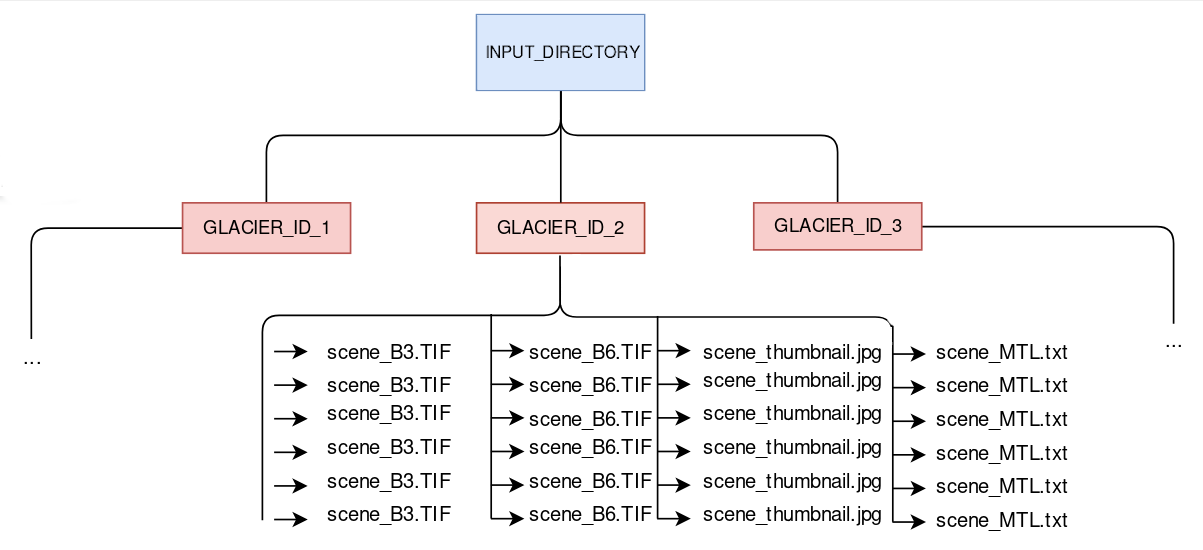 INPUT_DIRECTORY
GLACIER_ID_1
GLACIER_ID_2
GLACIER_ID_3
...
...
scene_B3.TIF scene_B6.TIF scene_thumbnail.jpg scene_MTL.txt
scene_B3.TIF scene_B6.TIF scene_thumbnail.jpg scene_MTL.txt
scene_B3.TIF scene_B6.TIF scene_thumbnail.jpg scene_MTL.txt
scene_B3.TIF scene_B6.TIF scene_thumbnail.jpg scene_MTL.txt
scene_B3.TIF scene_B6.TIF scene_thumbnail.jpg scene_MTL.txt
scene_B3.TIF scene_B6.TIF scene_thumbnail.jpg scene_MTL.txt